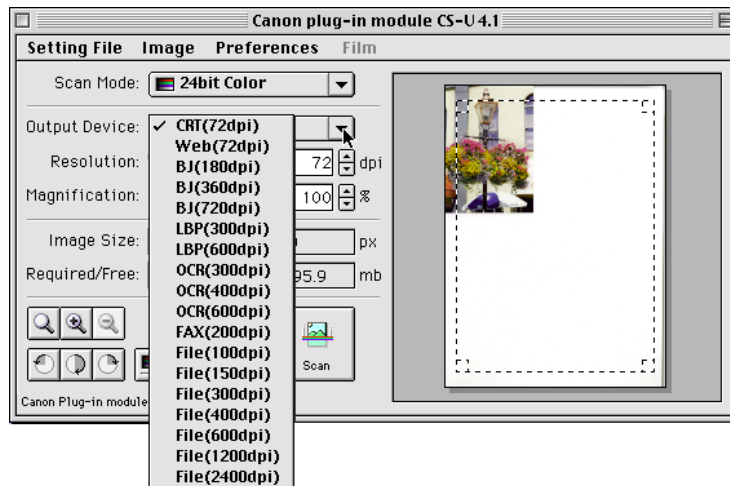 Canon plug-in module CS-U 4.1
Setting File Image Preferences Film
Scan Mode: 24bit Color
Output Device: ✓ CRT(72dpi)
Web(72dpi)
Resolution: BJ(180dpi) 72 dpi
BJ(360dpi)
Magnification: BJ(720dpi) 100 %
LBP(300dpi)
Image Size: LBP(600dpi) px
Required/Free: OCR(300dpi) 95.9 mb
OCR(400dpi)
OCR(600dpi)
FAX(200dpi)
File(100dpi)
File(150dpi) Scan
File(300dpi)
Canon Plug-in module File(400dpi)
File(600dpi)
File(1200dpi)
File(2400dpi)